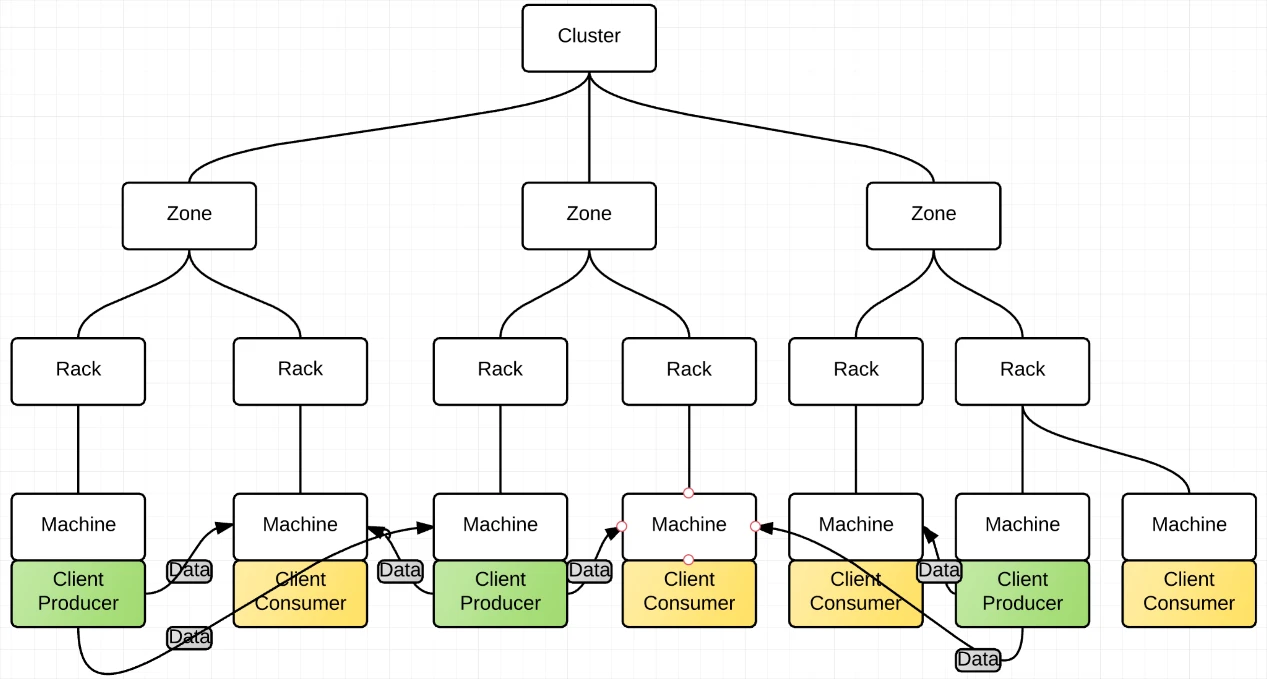 Cluster
Zone
Zone
Zone
Rack
Rack
Rack
Rack
Rack
Rack
Machine
Machine
Machine
Machine
Machine
Machine
Machine
Data
Data
Data
Data
Client
Producer
Client
Consumer
Client
Producer
Client
Consumer
Client
Consumer
Client
Producer
Client
Consumer
Data
Data